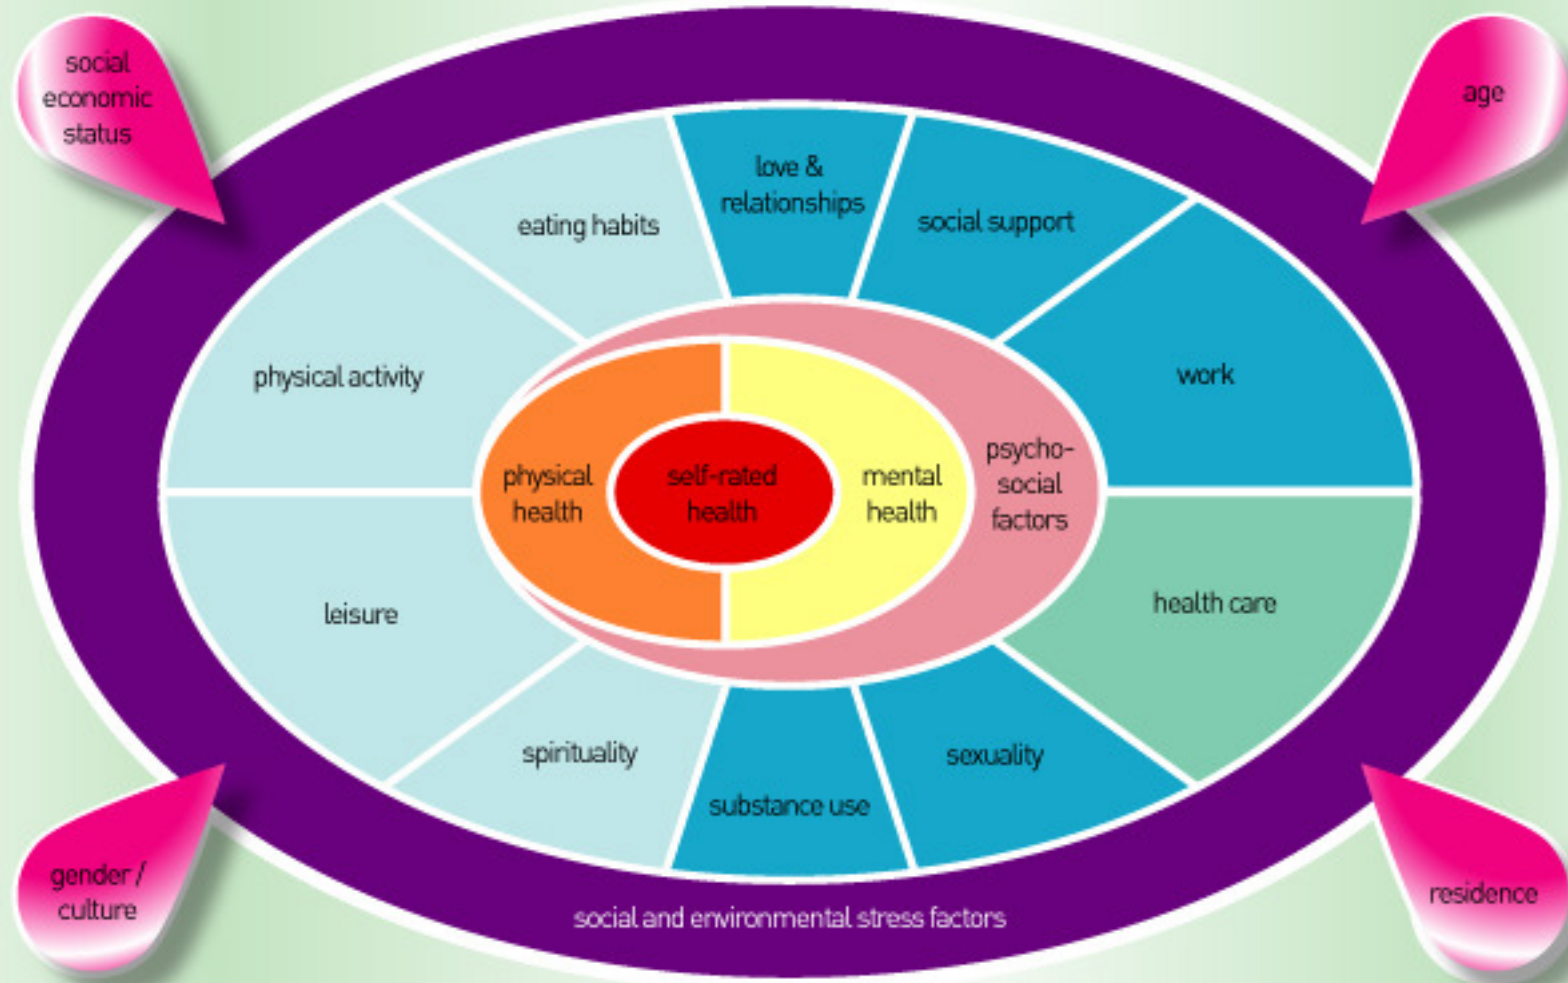 social
economic
status
age
love &
relationships
eating habits
social support
physical activity
work
physical
health
self-rated
health
mental
health
psycho-
social
factors
leisure
health care
spirituality
sexuality
substance use
gender /
culture
residence
social and environmental stress factors